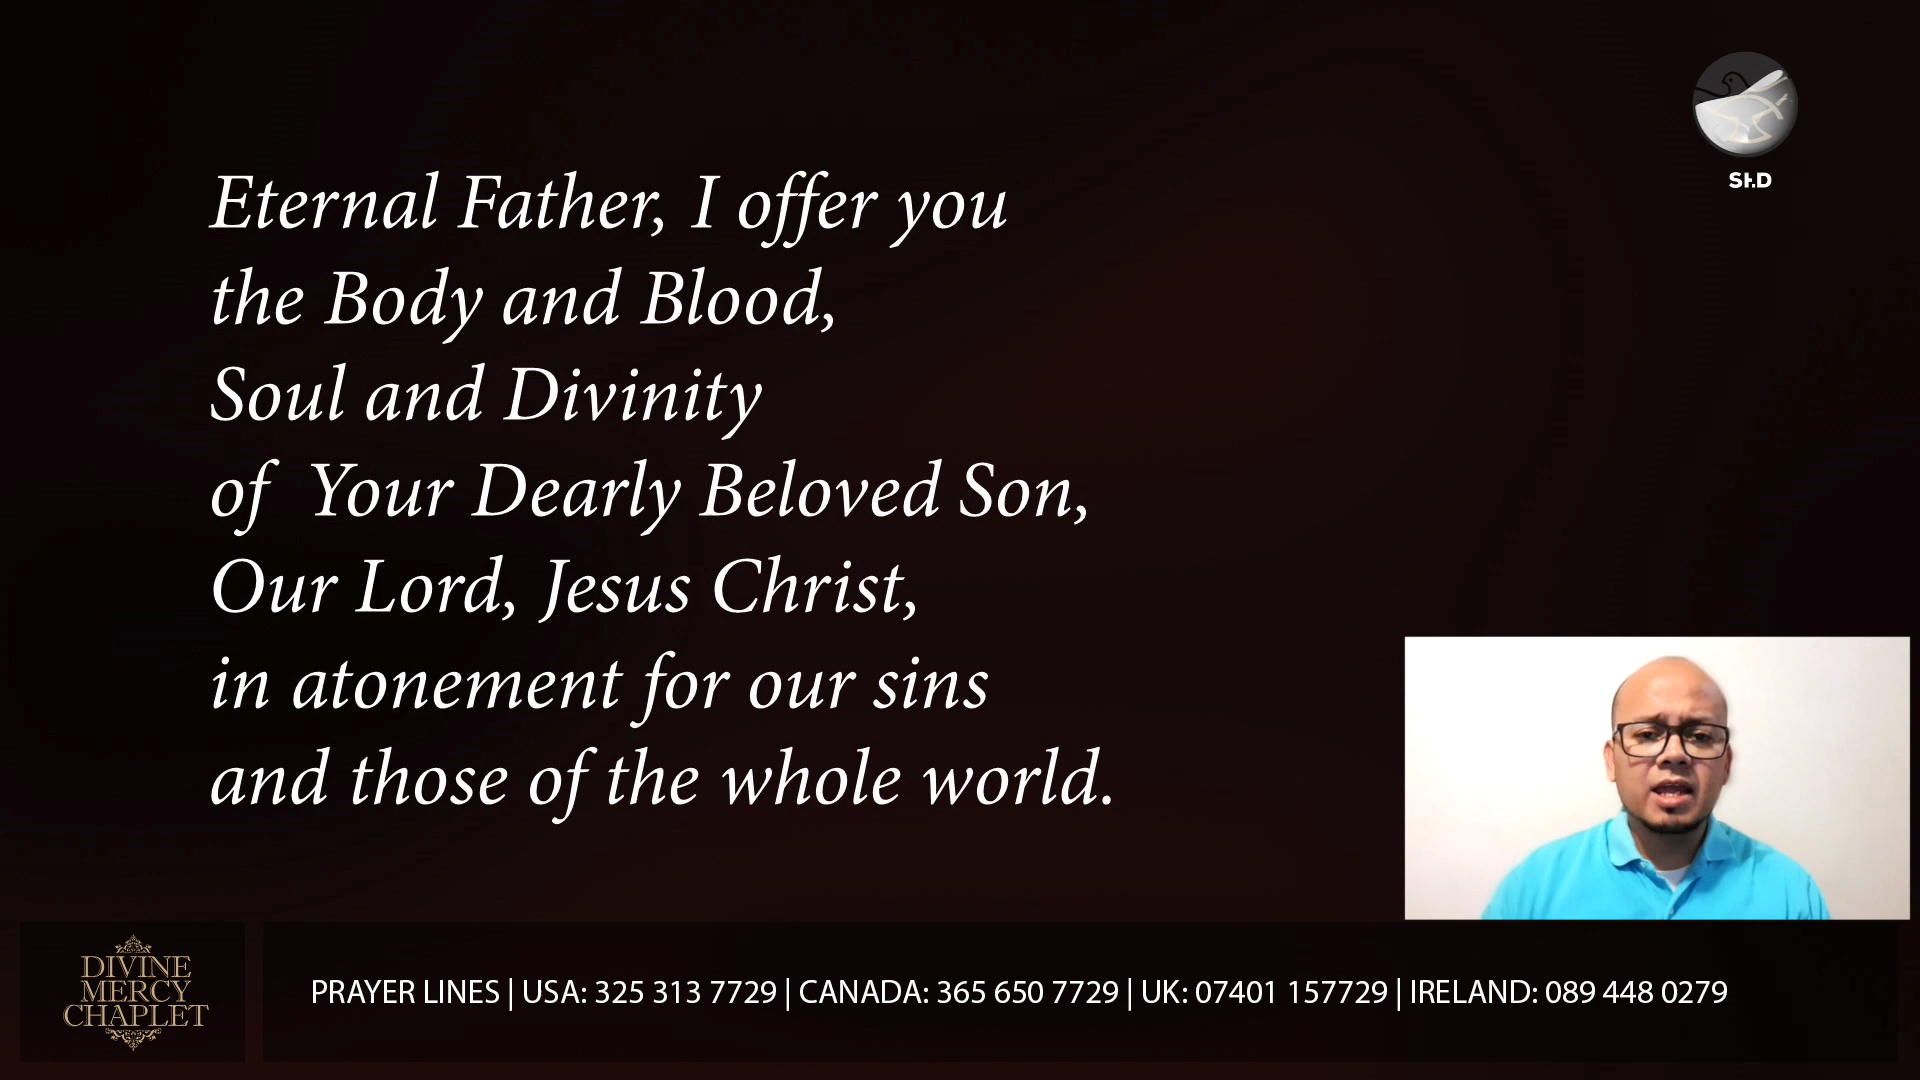 Eternal Father, I offer you
the Body and Blood,
Soul and Divinity
of Your Dearly Beloved Son,
Our Lord, Jesus Christ,
in atonement for our sins
and those of the whole world.
DIVINE
MERCY
CHAPLET
PRAYER LINES | USA: 325 313 7729 | CANADA: 365 650 7729 | UK: 07401 157729 | IRELAND: 089 448 0279